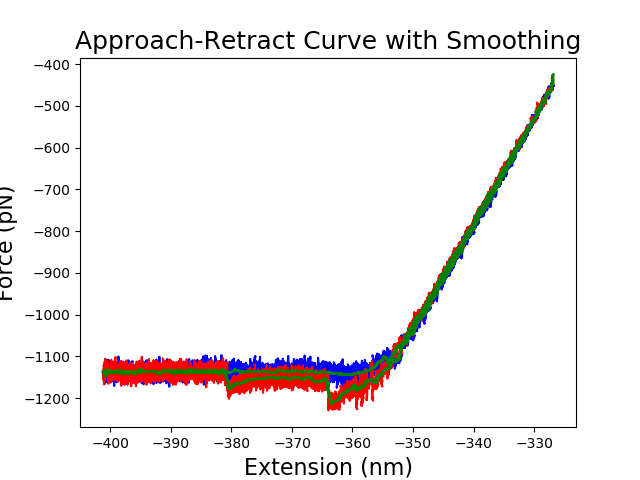 Approach-Retract Curve with Smoothing
−400
−500
−600
−700
−800
−900
−1000
−1100
−1200
Force (pN)
−400 −390 −380 −370 −360 −350 −340 −330
Extension (nm)